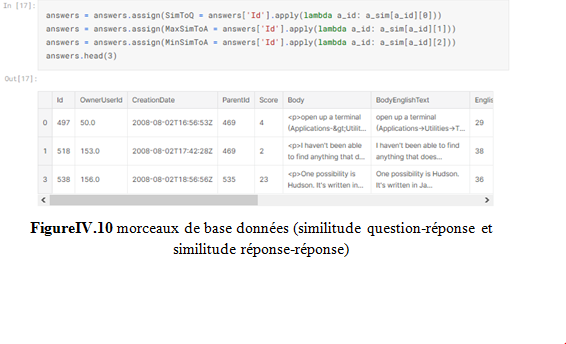 In [17]:
answers = answers.assign(SimToQ = answers['Id'].apply(lambda a_id: a_sim[a_id][0]))
answers = answers.assign(MaxSimToA = answers['Id'].apply(lambda a_id: a_sim[a_id][1]))
answers = answers.assign(MinSimToA = answers['Id'].apply(lambda a_id: a_sim[a_id][2]))
answers.head(3)
Out[17]:
Id OwnerUserId CreationDate ParentId Score Body BodyEnglishText Englis
0 497 50.0 2008-08-02T16:56:53Z 469 4 <p>open up a terminal (Applications-&gt;Utilit... open up a terminal (Applications->Utilities->T... 29
1 518 153.0 2008-08-02T17:42:28Z 469 2 <p>I haven't been able to find anything that d... I haven't been able to find anything that does... 38
3 538 156.0 2008-08-02T18:56:56Z 535 23 <p>One possibility is Hudson. It's written in... One possibility is Hudson. It's written in Ja... 36
FigureIV.10 morceaux de base données (similitude question-réponse et
similitude réponse-réponse)